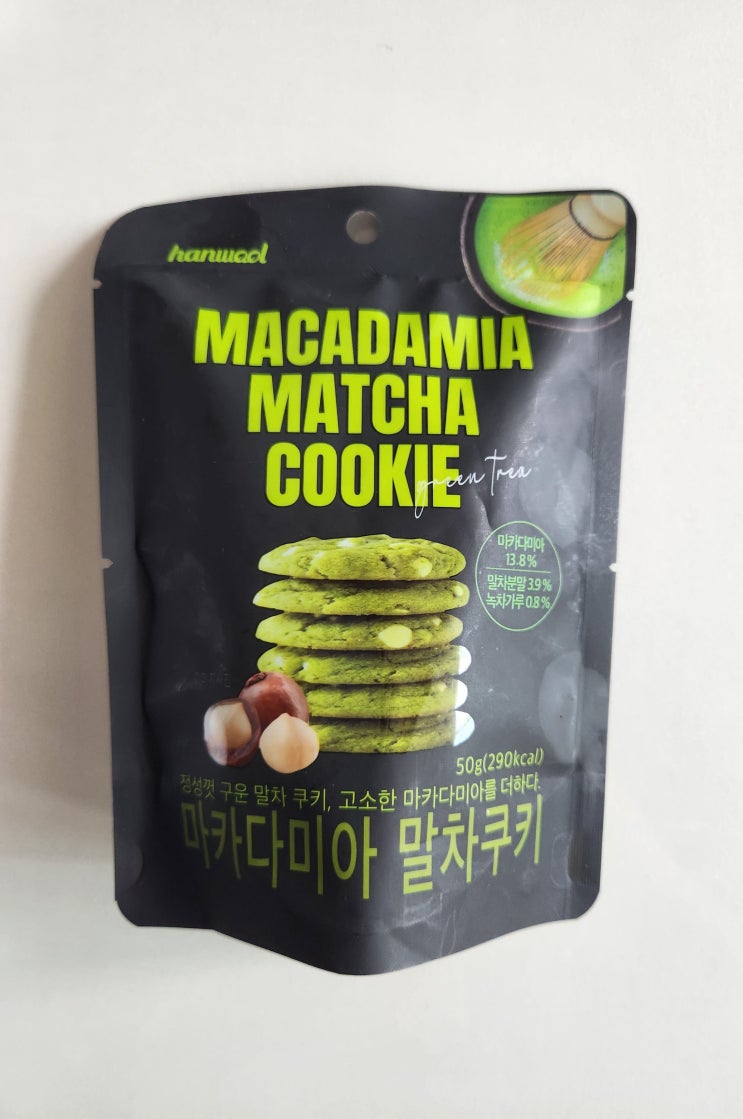 hanwool
MACADAMIA
MATCHA
COOKIE
green Trea
마카다미아
13.8%
말차분말 3.9%
녹차가루 0.8%
50g(290kcal)
정성껏 구운 말차 쿠키, 고소한 마카다미아를 더하다.
마카다미아 말차쿠키